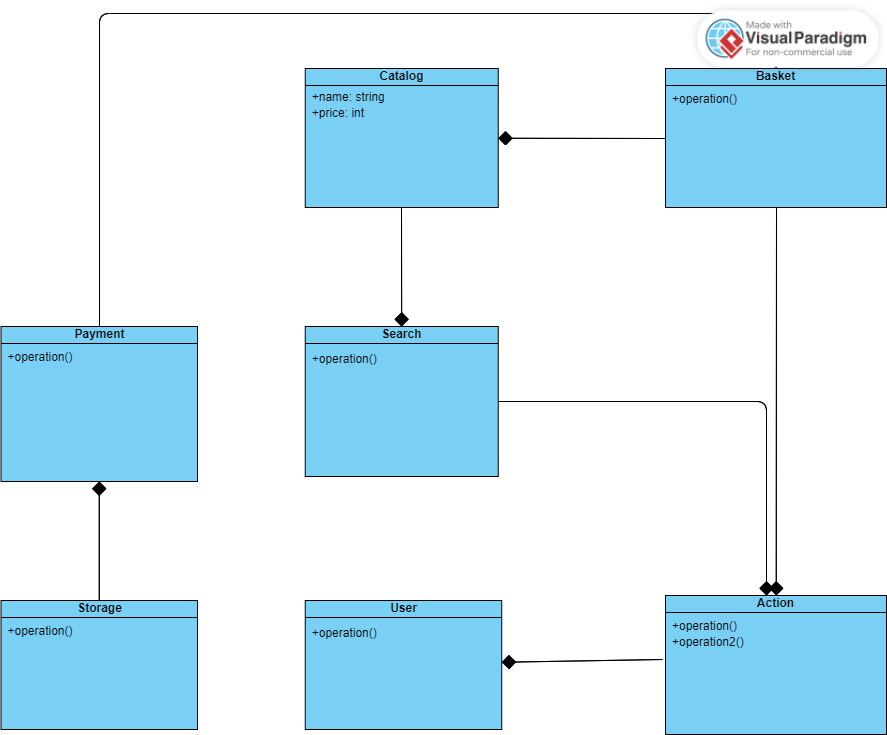 Made with
Visual Paradigm
For non-commercial use
Catalog
+name: string
+price: int
Basket
+operation()
Payment
+operation()
Search
+operation()
Storage
+operation()
User
+operation()
Action
+operation()
+operation2()